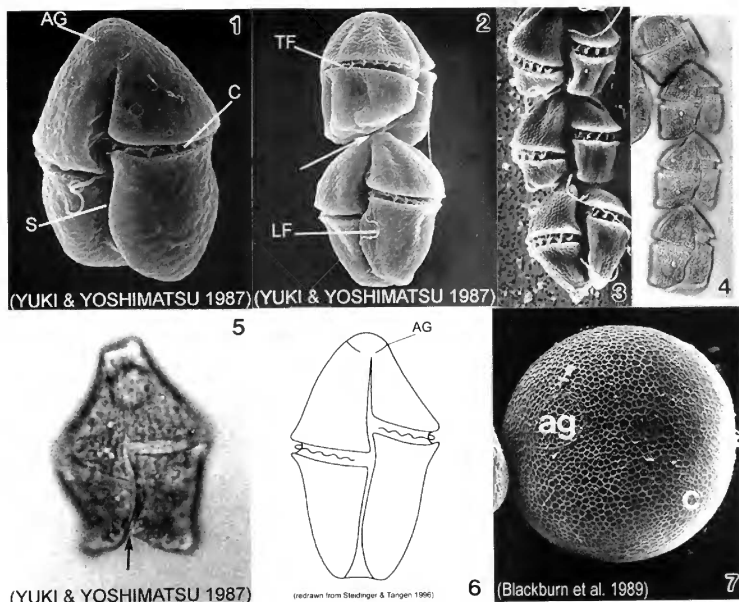 AG
1
C
S
(YUKI & YOSHIMATSU 1987)
2
TF
LF
(YUKI & YOSHIMATSU 1987)
3
4
5
(YUKI & YOSHIMATSU 1987)
AG
(redrawn from Steidinger & Tangen 1996)
6
ag
c
(Blackburn et al. 1989)
7